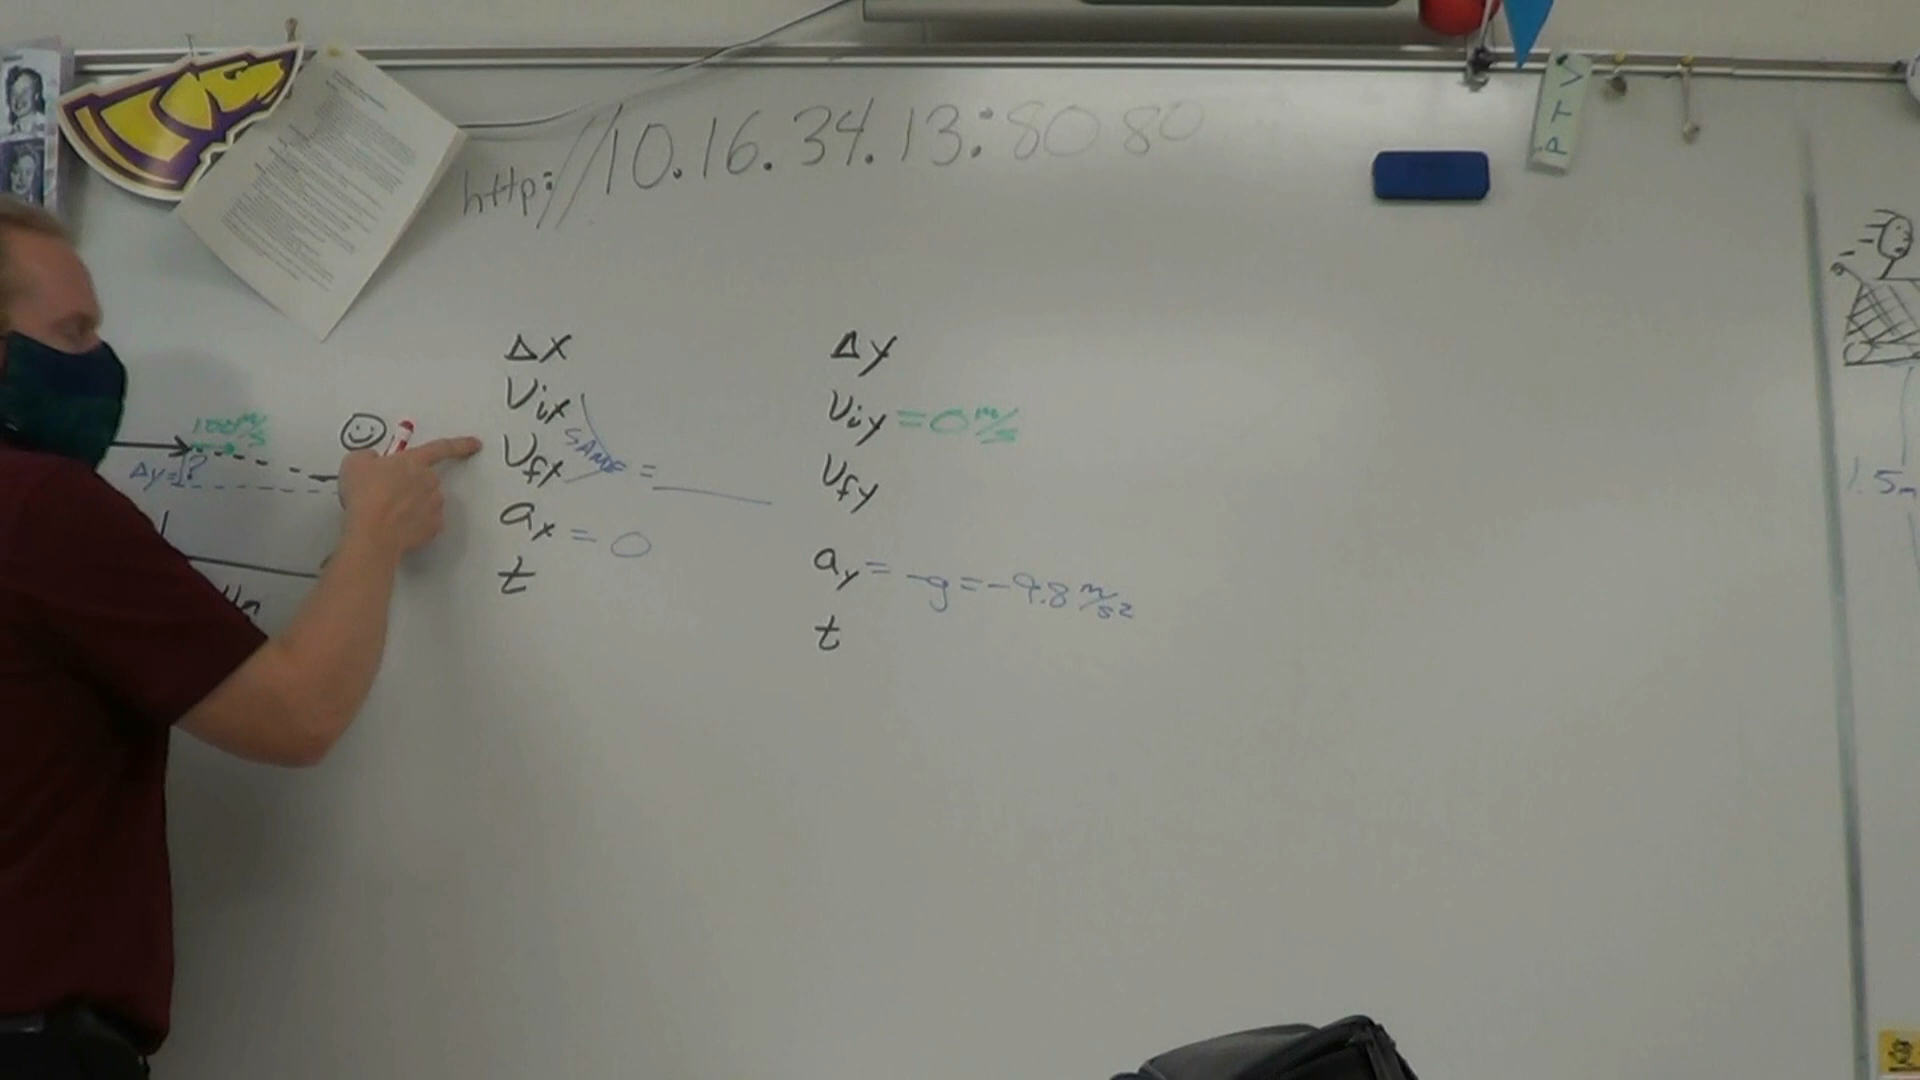 http://10.16.34.13:8080
PTV
100 m/s
Δy=?
Δx
Vix
Vfx SAME =
ax = 0
t
Δy
Viy = 0 m/s
Vfy
ay = -g = -9.8 m/s²
t
1.5m